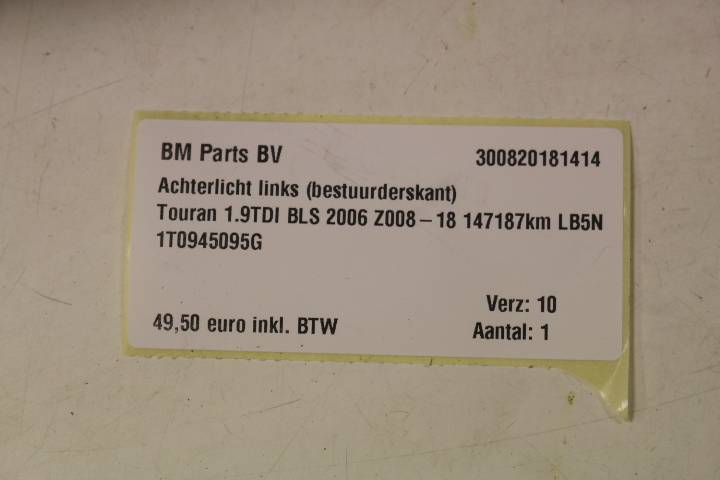 BM Parts BV 300820181414
Achterlicht links (bestuurderskant)
Touran 1.9TDI BLS 2006 Z008-18 147187km LB5N
1T0945095G
Verz: 10
49,50 euro inkl. BTW Aantal: 1